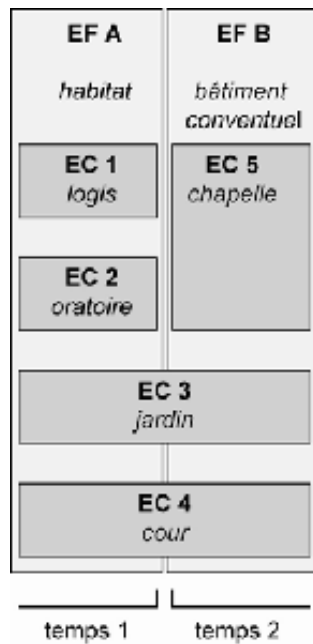 EF A
habitat
EC 1
logis
EC 2
oratoire
EF B
bâtiment
conventuel
EC 5
chapelle
EC 3
jardin
EC 4
cour
temps 1
temps 2